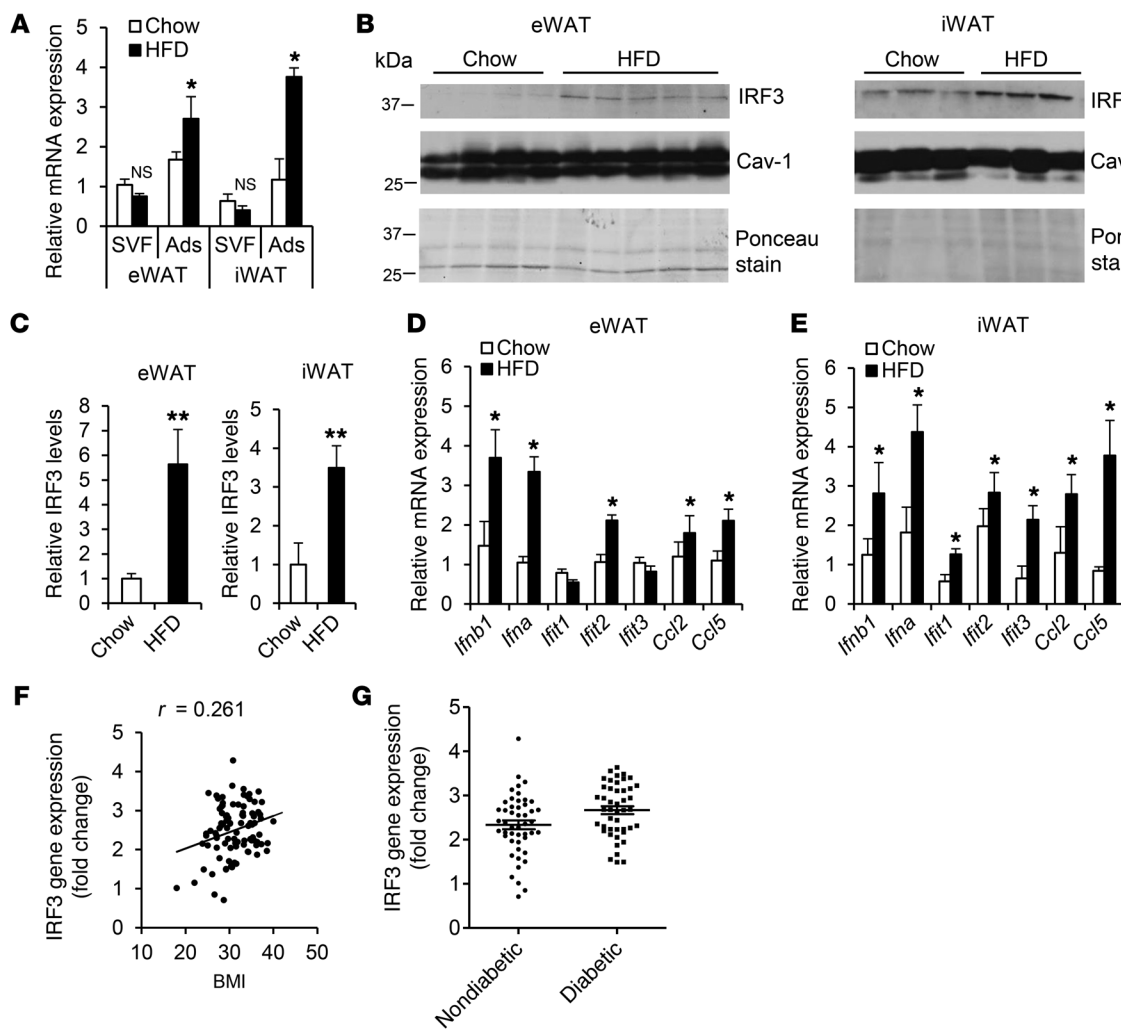 A
Chow
HFD
Relative mRNA expression
5
4
3
2
1
0
NS
*
NS
*
SVF Ads SVF Ads
eWAT iWAT
B
eWAT
iWAT
kDa
Chow HFD
Chow HFD
37
IRF3
IRF
25
Cav-1
Cav
37
25
Ponceau
stain
Por
sta
C
eWAT
iWAT
Relative IRF3 levels
8
7
6
5
4
3
2
1
0
**
Chow
HFD
Relative IRF3 levels
5
4
3
2
1
0
**
Chow
HFD
D
eWAT
Chow
HFD
Relative mRNA expression
6
5
4
3
2
1
0
* * * * *
Ifnb1 Ifna Ifit1 Ifit2 Ifit3 Ccl2 Ccl5
E
iWAT
Chow
HFD
Relative mRNA expression
6
5
4
3
2
1
0
* * * * * * *
Ifnb1 Ifna Ifit1 Ifit2 Ifit3 Ccl2 Ccl5
F
r = 0.261
IRF3 gene expression
(fold change)
5
4
3
2
1
0
10 20 30 40 50
BMI
G
IRF3 gene expression
(fold change)
5
4
3
2
1
0
Nondiabetic
Diabetic